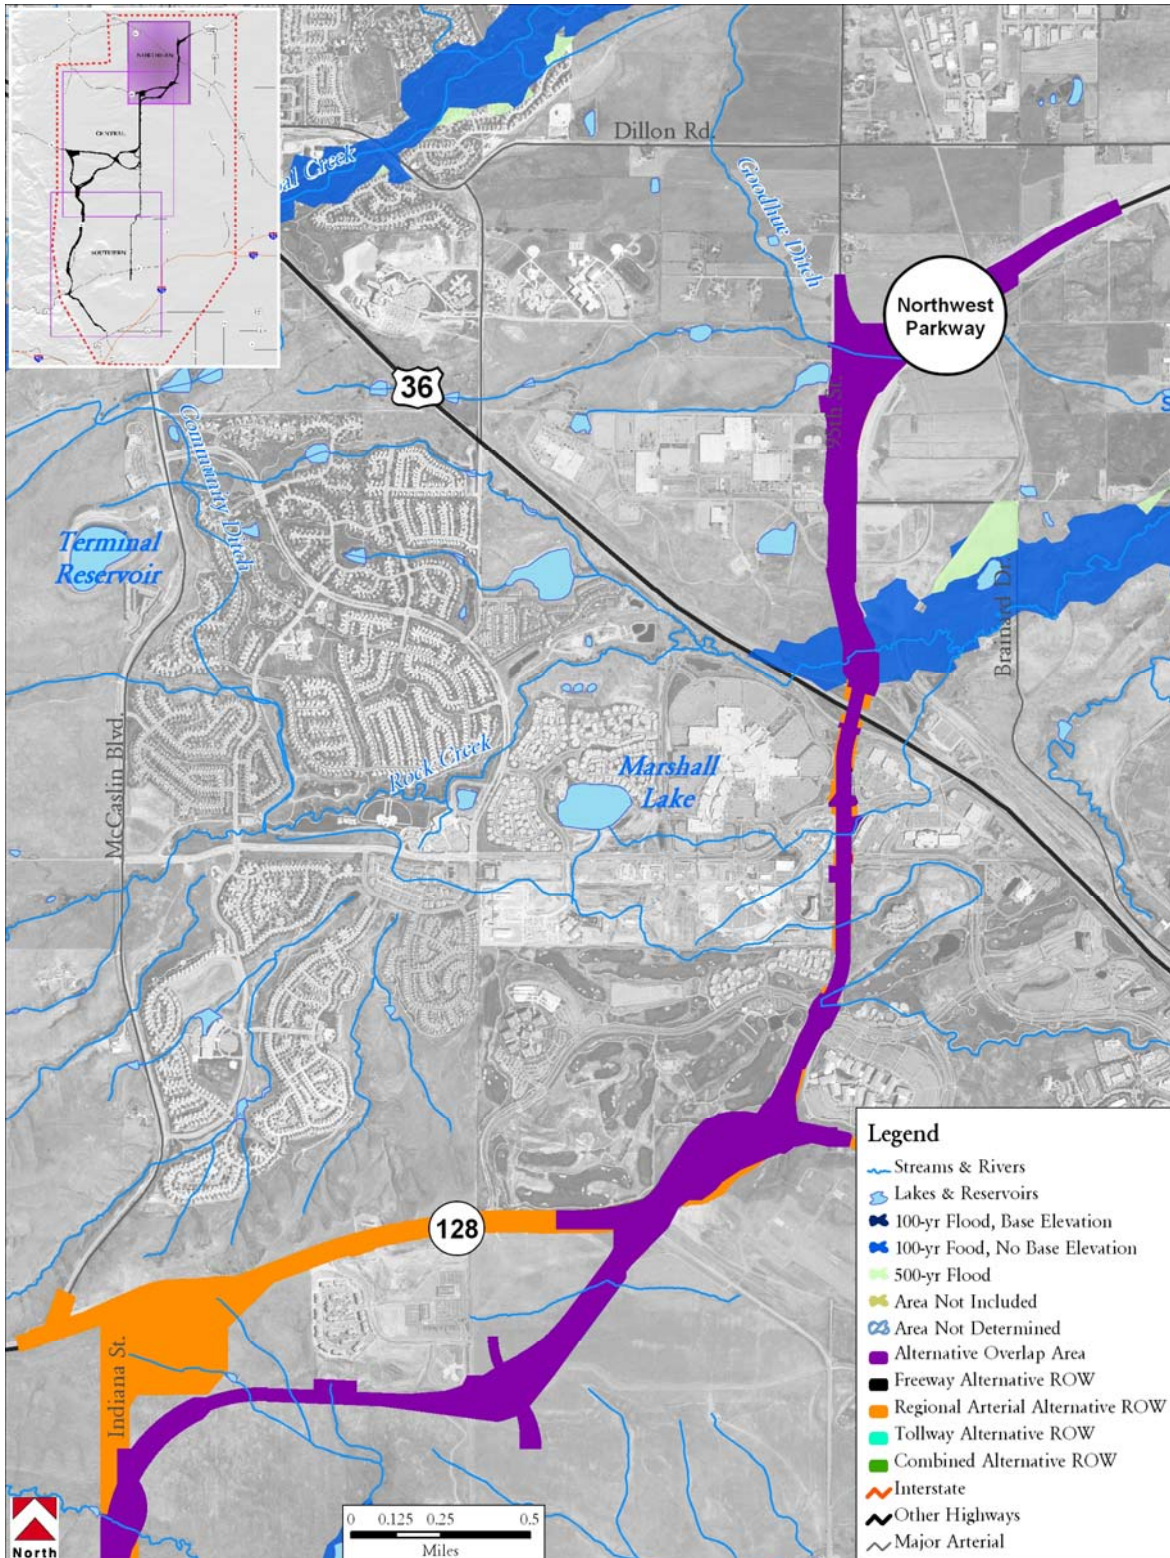 NORTHERN
CENTRAL
SOUTHERN
Dillon Rd.
Coal Creek
Goodhue Ditch
Northwest
Parkway
36
96th St.
Community Ditch
Terminal
Reservoir
Brainard Dr.
McCaslin Blvd.
Rock Creek
Marshall
Lake
128
Indiana St.
Legend
Streams & Rivers
Lakes & Reservoirs
100-yr Flood, Base Elevation
100-yr Food, No Base Elevation
500-yr Flood
Area Not Included
Area Not Determined
Alternative Overlap Area
Freeway Alternative ROW
Regional Arterial Alternative ROW
Tollway Alternative ROW
Combined Alternative ROW
Interstate
Other Highways
Major Arterial
North
0 0.125 0.25 0.5
Miles